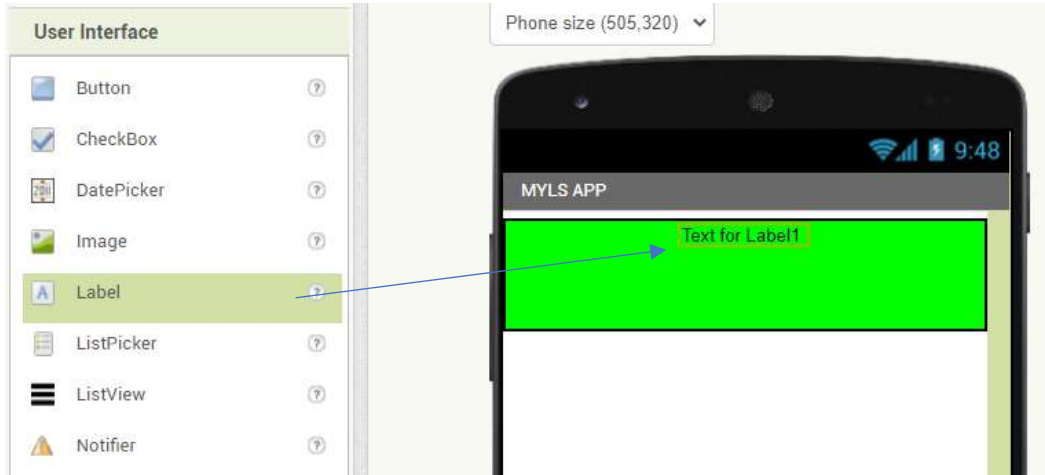 User Interface
Button
CheckBox
DatePicker
Image
Label
ListPicker
ListView
Notifier
Phone size (505,320)
9:48
MYLS APP
Text for Label1